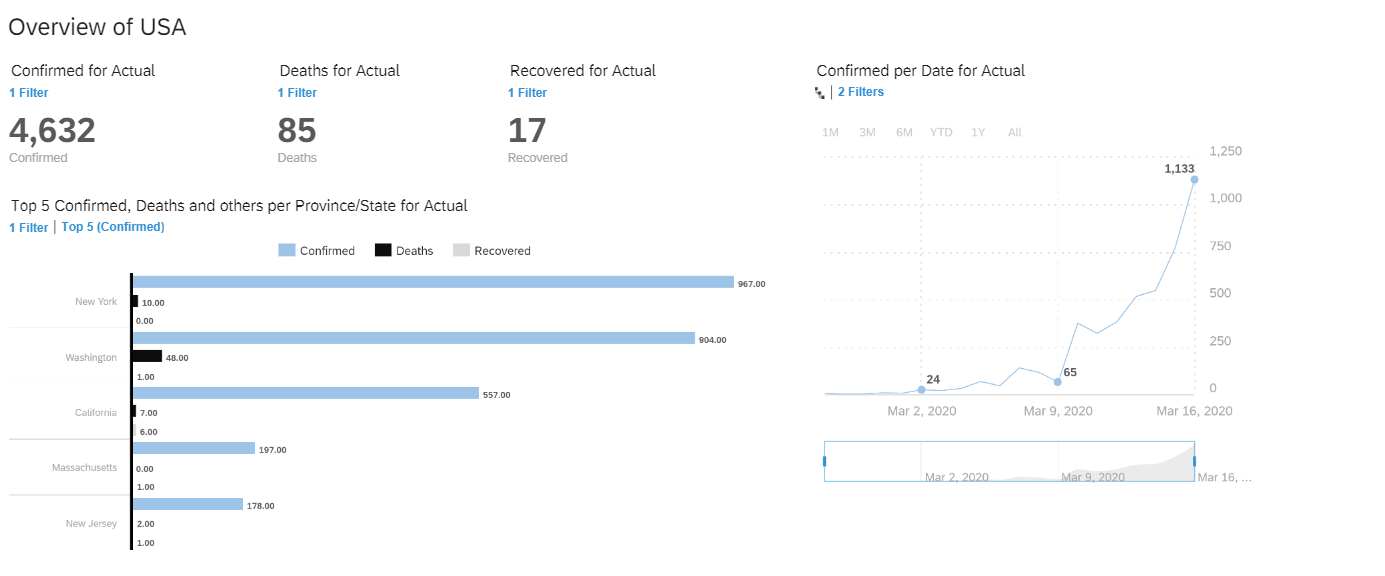 Overview of USA
Confirmed for Actual
1 Filter
4,632
Confirmed
Deaths for Actual
1 Filter
85
Deaths
Recovered for Actual
1 Filter
17
Recovered
Top 5 Confirmed, Deaths and others per Province/State for Actual
1 Filter | Top 5 (Confirmed)
Confirmed Deaths Recovered
967.00
New York 10.00
0.00
904.00
Washington 48.00
1.00
557.00
California 7.00
6.00
197.00
Massachusetts 0.00
1.00
178.00
New Jersey 2.00
1.00
Confirmed per Date for Actual
| 2 Filters
1M 3M 6M YTD 1Y All
1,250
1,133
1,000
750
500
250
65
24
0
Mar 2, 2020 Mar 9, 2020 Mar 16, 2020
Mar 2, 2020 Mar 9, 2020 Mar 16, ...